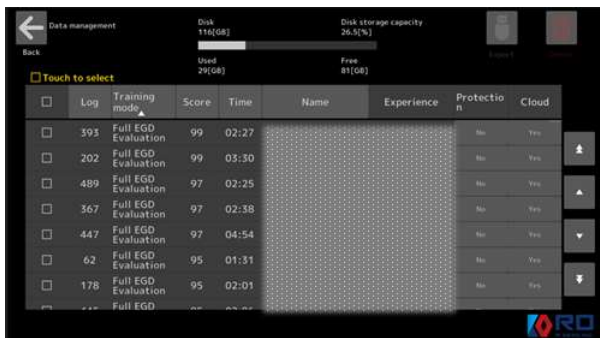 Data management
Disk
116[GB]
Disk storage capacity
26.5[%]
Back
Used
29[GB]
Free
81[GB]
Touch to select
Log Training mode Score Time Name Experience Protectio
n Cloud
393 Full EGD Evaluation 99 02:27 No Yes
202 Full EGD Evaluation 99 03:30 No Yes
489 Full EGD Evaluation 97 02:25 No Yes
367 Full EGD Evaluation 97 02:38 No Yes
447 Full EGD Evaluation 97 04:54 No Yes
62 Full EGD Evaluation 95 01:31 No Yes
178 Full EGD Evaluation 95 02:01 No Yes
Full EGD